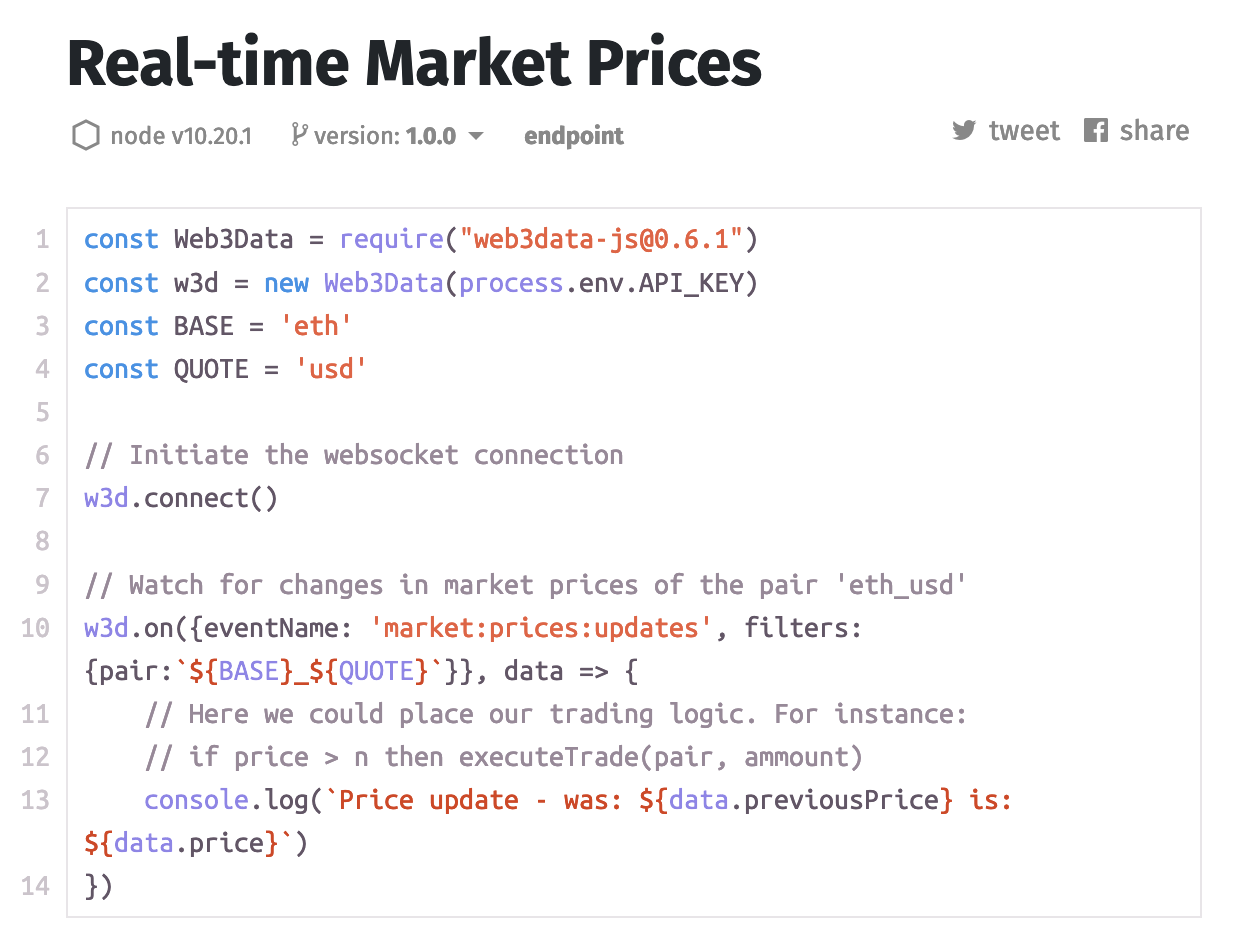 Real-time Market Prices
node v10.20.1 version: 1.0.0 endpoint tweet share
1 const Web3Data = require("web3data-js@0.6.1")
2 const w3d = new Web3Data(process.env.API_KEY)
3 const BASE = 'eth'
4 const QUOTE = 'usd'
5
6 // Initiate the websocket connection
7 w3d.connect()
8
9 // Watch for changes in market prices of the pair 'eth_usd'
10 w3d.on({eventName: 'market:prices:updates', filters:
{pair:`${BASE}_${QUOTE}`}}, data => {
11     // Here we could place our trading logic. For instance:
12     // if price > n then executeTrade(pair, ammount)
13     console.log(`Price update - was: ${data.previousPrice} is:
${data.price}`)
14 })